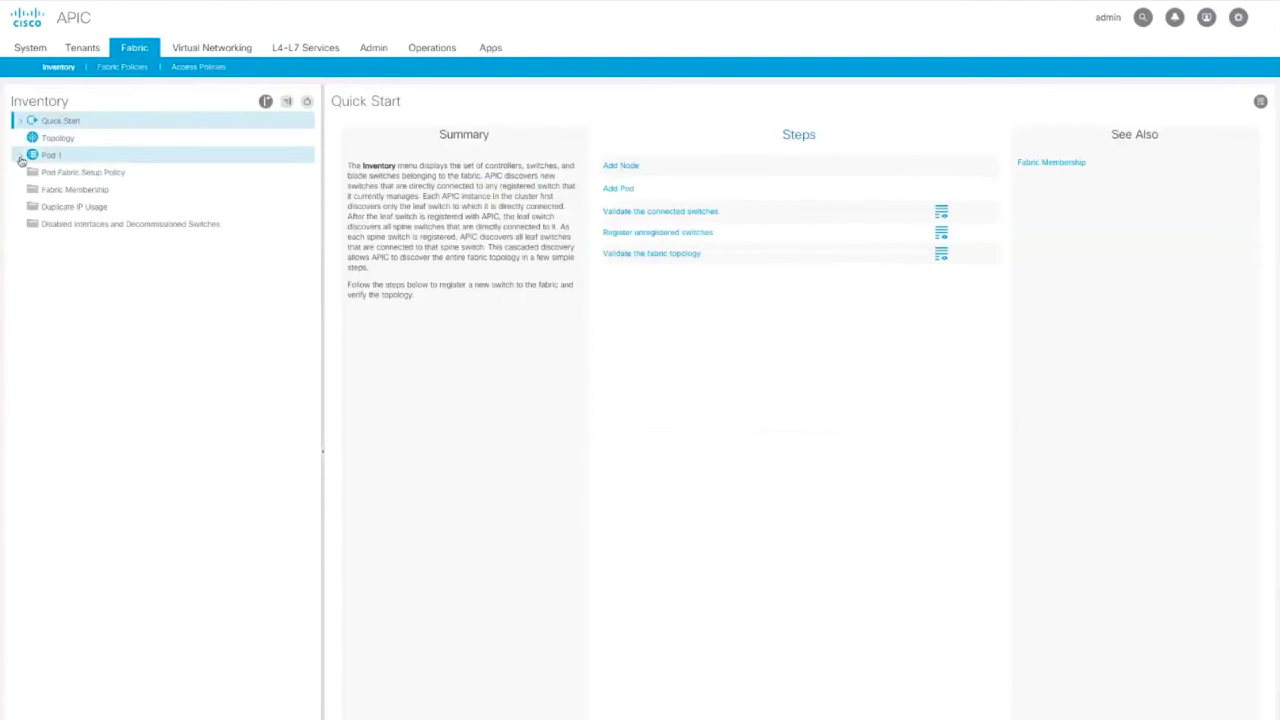 CISCO
APIC
admin
System Tenants Fabric Virtual Networking L4-L7 Services Admin Operations Apps
Inventory | Fabric Policies | Access Policies
Inventory
Quick Start
Topology
Pod 1
Pod Fabric Setup Policy
Fabric Membership
Duplicate IP Usage
Disabled Interfaces and Decommissioned Switches
Quick Start
Summary
The Inventory menu displays the set of controllers, switches, and
blade switches belonging to the fabric. APIC discovers new
switches that are directly connected to any registered switch that
it currently manages. Each APIC instance in the cluster first
discovers only the leaf switch to which it is directly connected.
After the leaf switch is registered with APIC, the leaf switch
discovers all spine switches that are directly connected to it. As
each spine switch is registered, APIC discovers all leaf switches
that are connected to that spine switch. This cascaded discovery
allows APIC to discover the entire fabric topology in a few simple
steps.
Follow the steps below to register a new switch to the fabric and
verify the topology.
Steps
Add Node
Add Pod
Validate the connected switches
Register unregistered switches
Validate the fabric topology
See Also
Fabric Membership